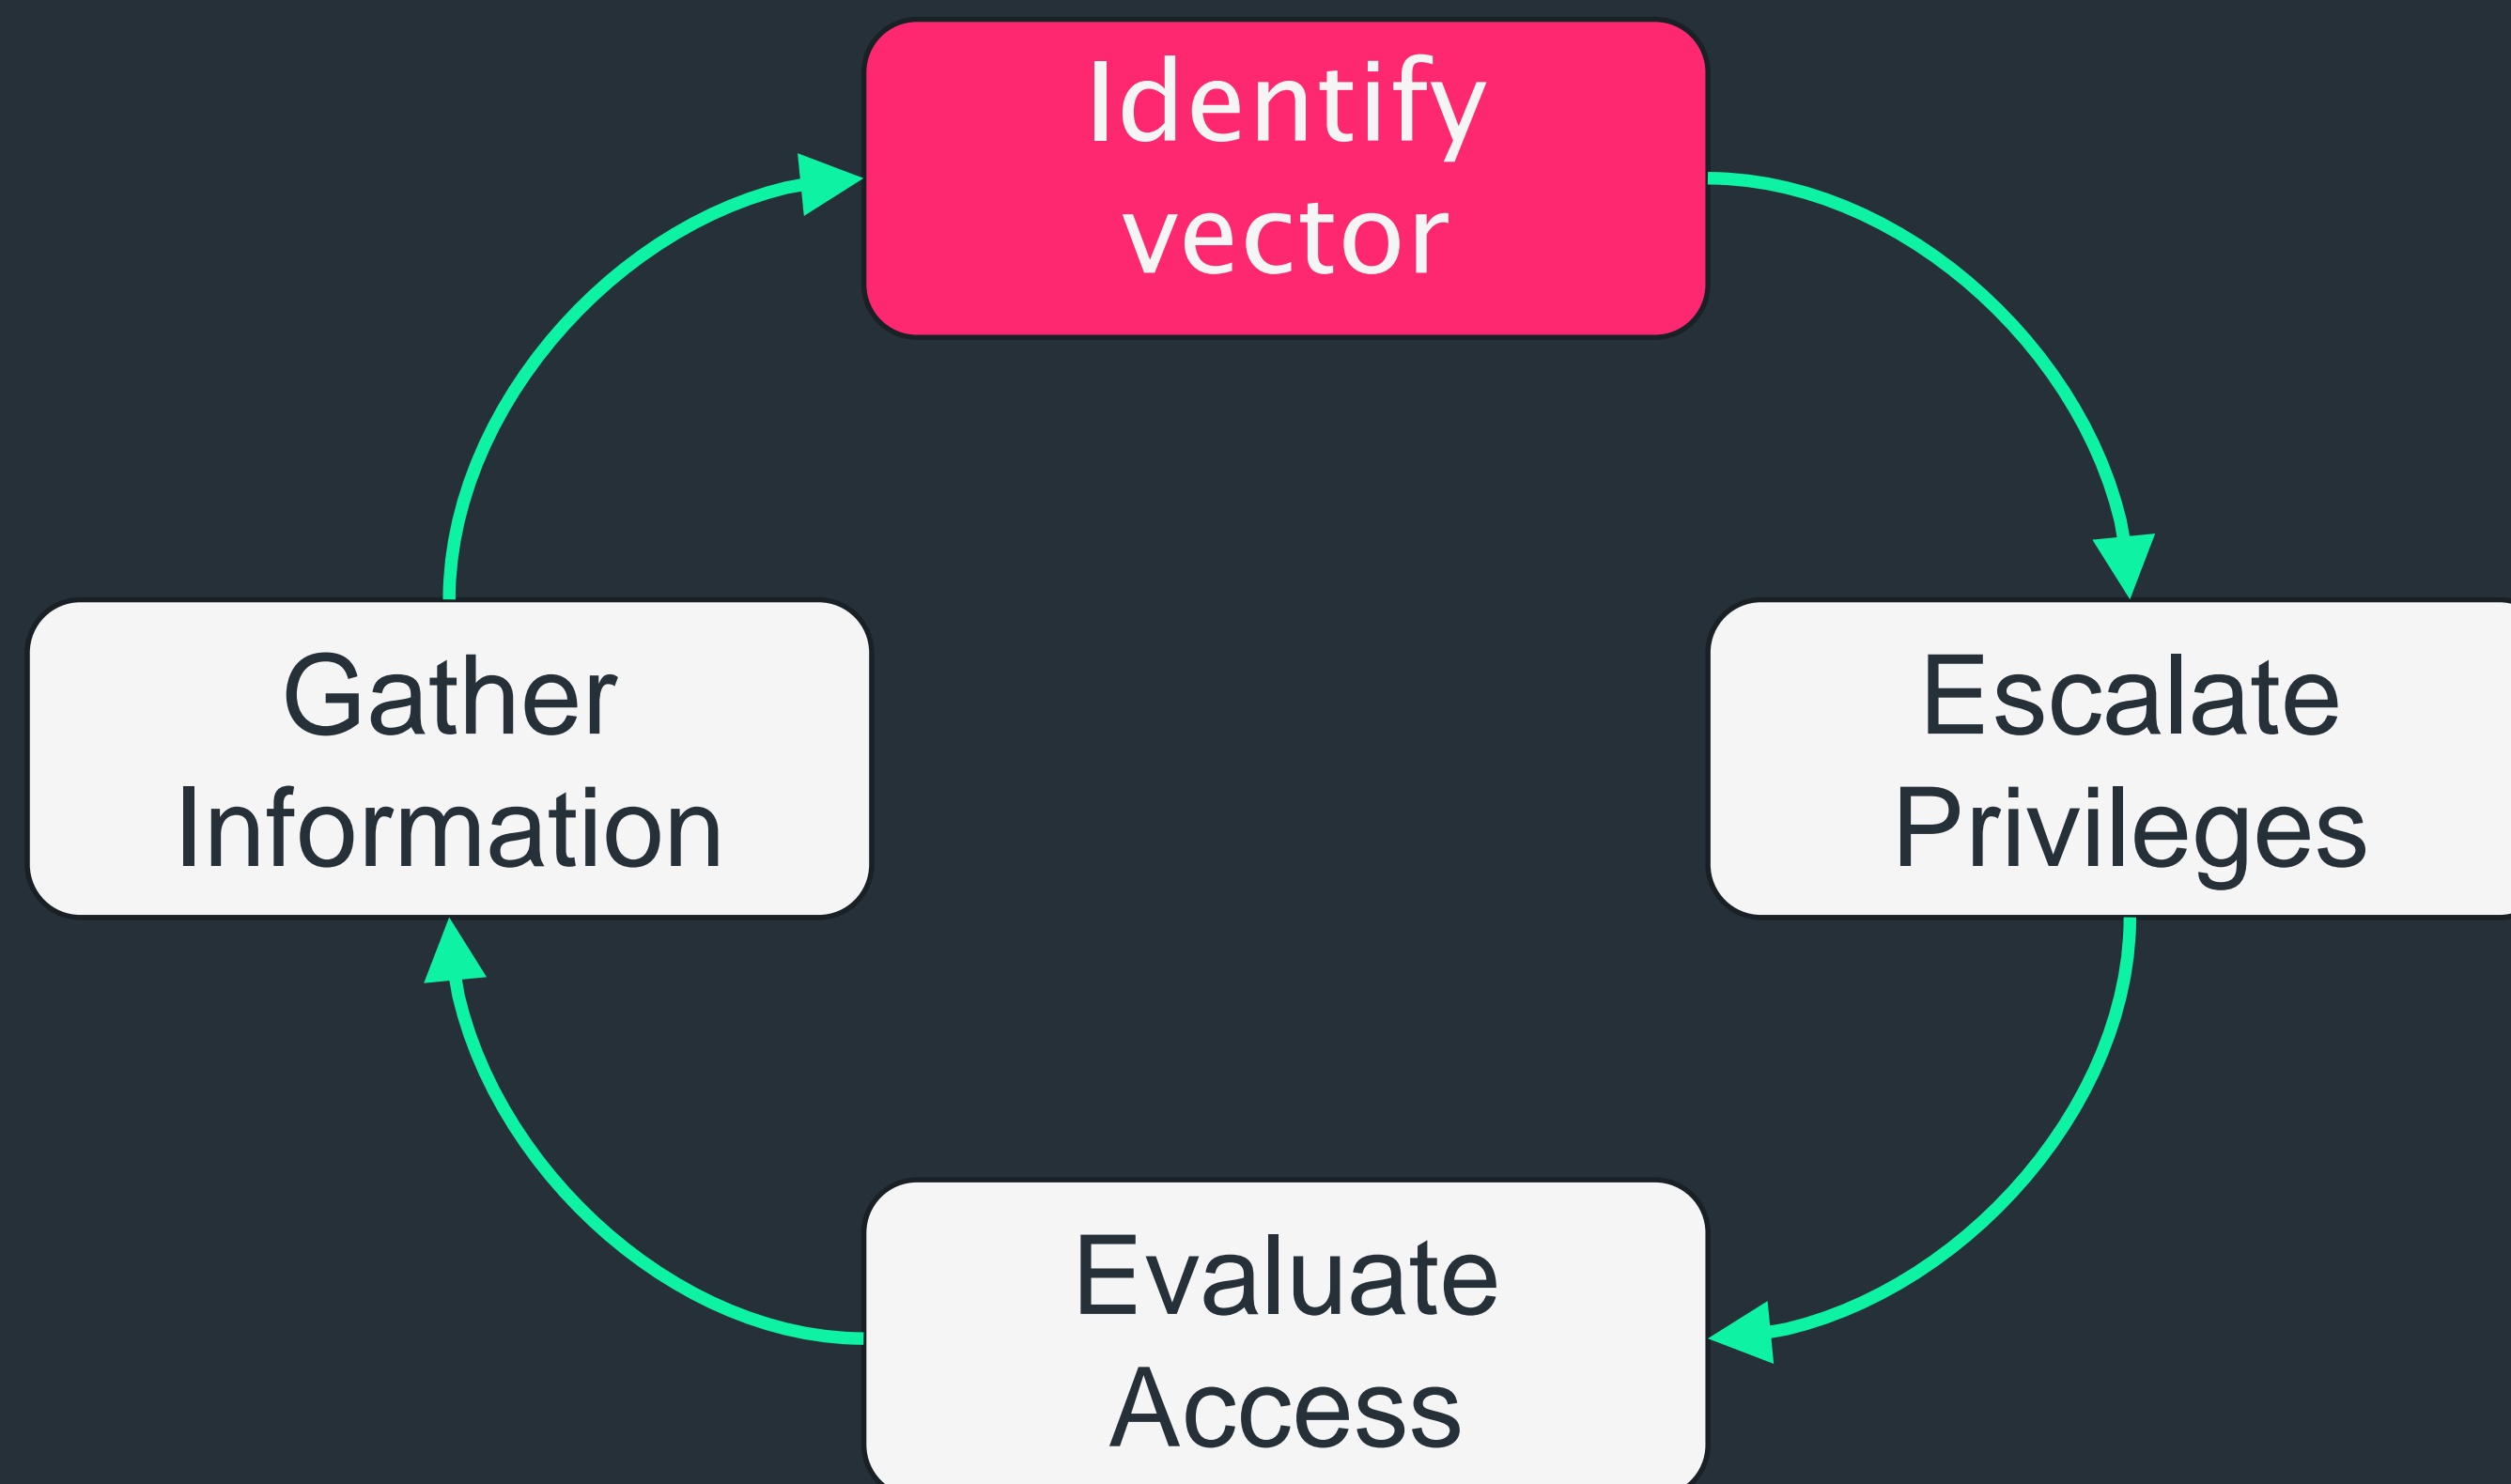 Identify
vector
Gather
Information
Escalate
Privileges
Evaluate
Access